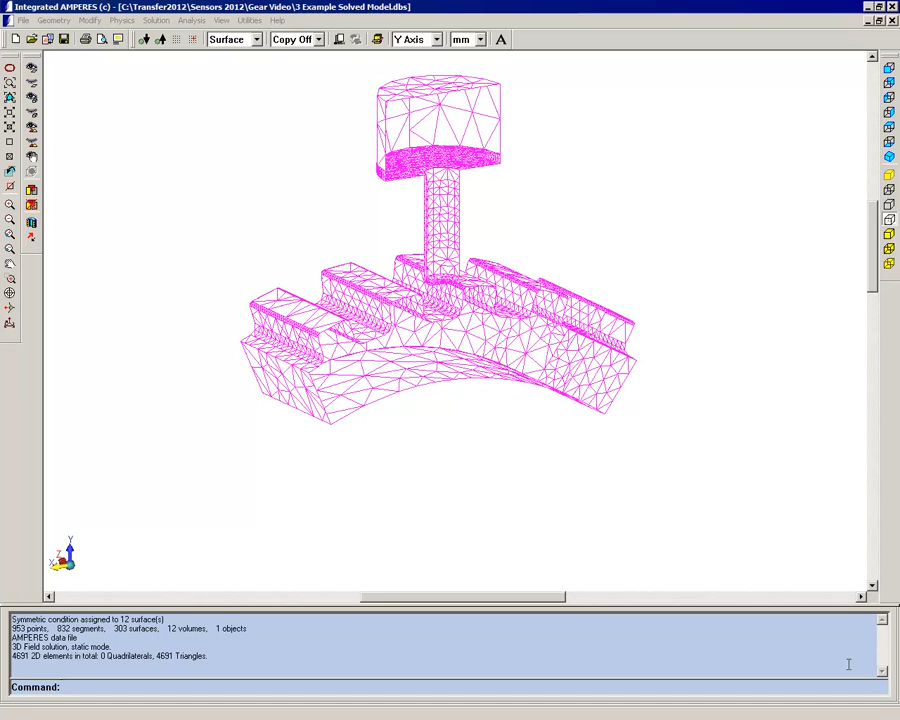 Integrated AMPERES (c) - [C:\Transfer2012\Sensors 2012\Gear Video\3 Example Solved Model.dbs]
File Geometry Modify Physics Solution Analysis View Utilities Help
Surface Copy Off Y Axis mm A
Y
Z
X
Symmetric condition assigned to 12 surface(s)
953 points, 832 segments, 303 surfaces, 12 volumes, 1 objects
AMPERES data file
3D Field solution, static mode.
4691 2D elements in total: 0 Quadrilaterals, 4691 Triangles.
Command: